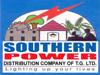 SOUTHERN
POWER
DISTRIBUTION COMPANY OF T.G. LTD.
Lighting up your lives